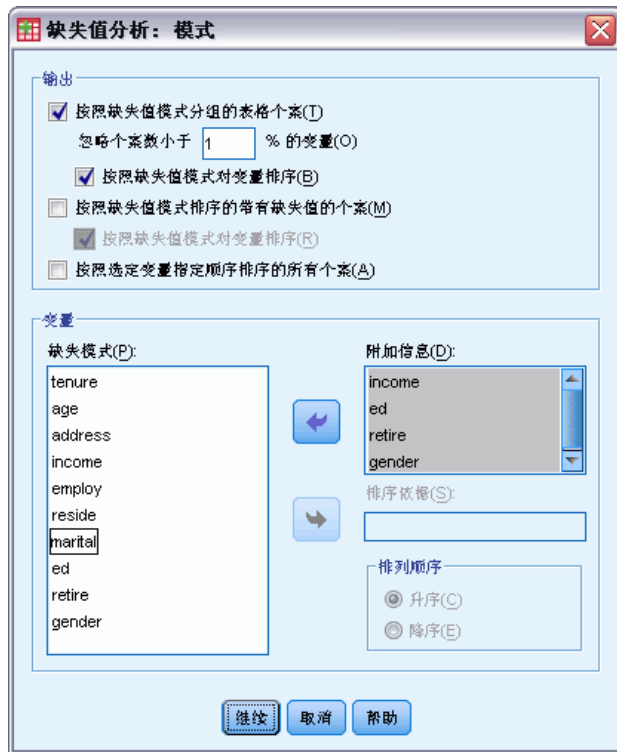 缺失值分析：模式
输出
按照缺失值模式分组的表格个案(T)
忽略个案数小于 1 % 的变量(O)
按照缺失值模式对变量排序(B)
按照缺失值模式排序的带有缺失值的个案(M)
按照缺失值模式对变量排序(R)
按照选定变量指定顺序排序的所有个案(A)
变量
缺失模式(P):
tenure
age
address
income
employ
reside
marital
ed
retire
gender
附加信息(D):
income
ed
retire
gender
排序依据(S):
排列顺序
升序(C)
降序(E)
继续 取消 帮助